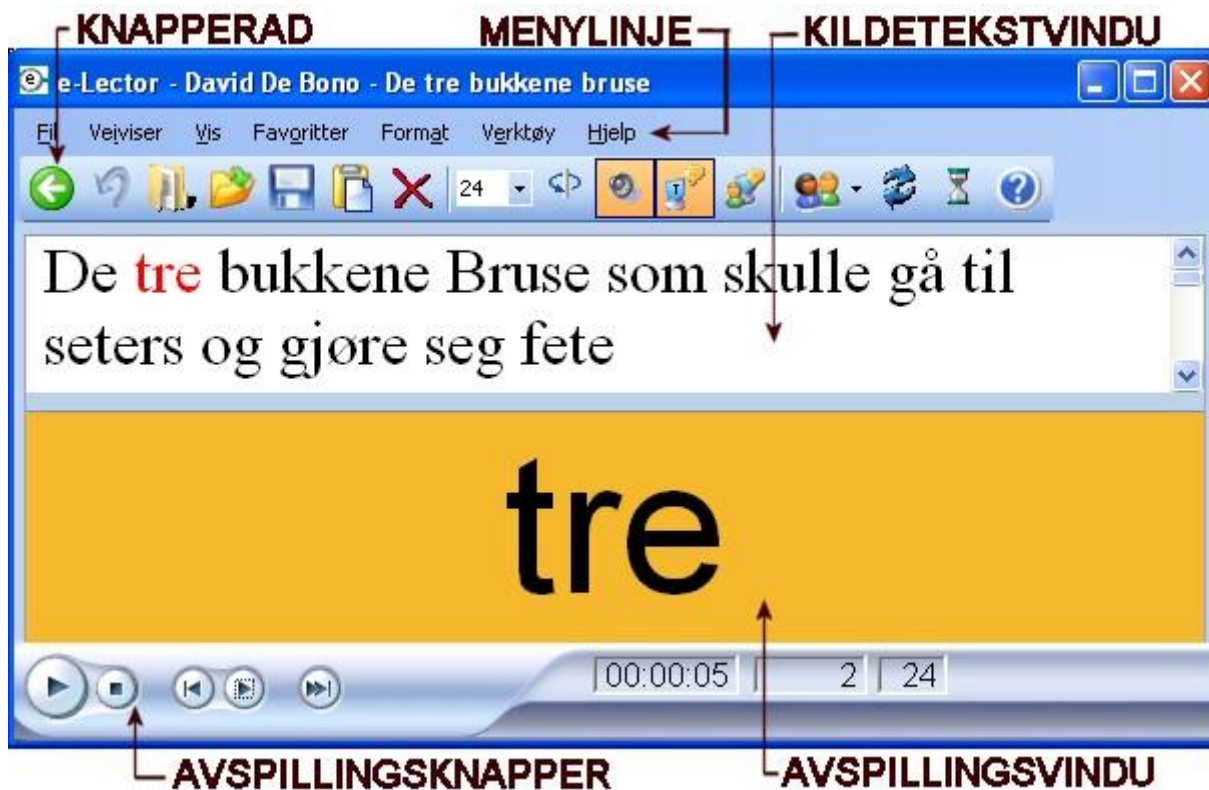 KNAPPERAD MENYLINJE KILDETEKSTVINDU
e-Lector - David De Bono - De tre bukkene bruse
Fil Veiviser Vis Favoritter Format Verktøy Hjelp
24
De tre bukkene Bruse som skulle gå til
seters og gjøre seg fete
tre
00:00:05 2 24
AVSPILLINGSKNAPPER AVSPILLINGSVINDU